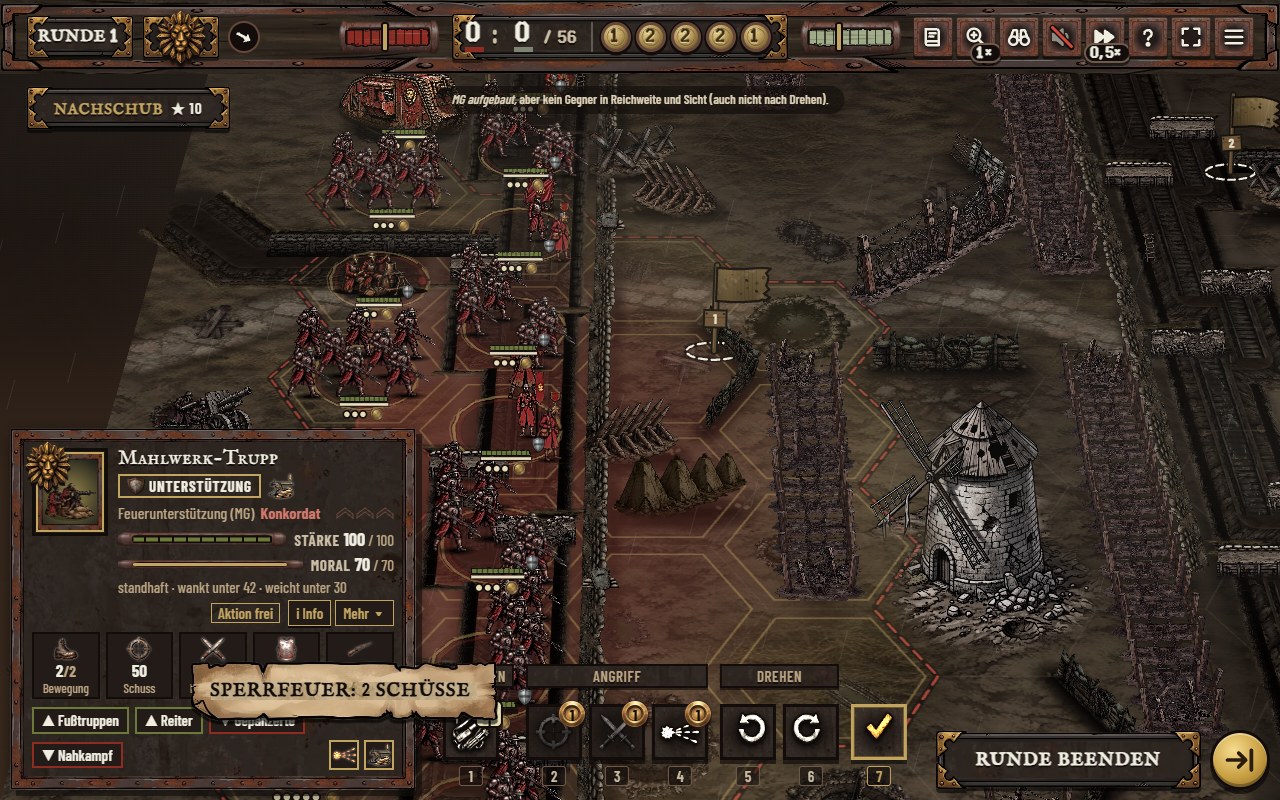 RUNDE 1
0 : 0 / 56
1 2 2 2 1
1×
0,5×
?
NACHSCHUB ★ 10
MG aufgebaut, aber kein Gegner in Reichweite und Sicht (auch nicht nach Drehen).
2
1
MAHLWERK-TRUPP
UNTERSTÜTZUNG
Feuerunterstützung (MG) Konkordat
STÄRKE 100 / 100
MORAL 70 / 70
standhaft · wankt unter 42 · weicht unter 30
Aktion frei
i Info
Mehr ▾
2/2
Bewegung
50
Schuss
SPERRFEUER: 2 SCHÜSSE
▲ Fußtruppen
▲ Reiter
▼ Gepanzerte
▼ Nahkampf
ANGRIFF
DREHEN
1 1 1
1 2 3 4 5 6 7
RUNDE BEENDEN